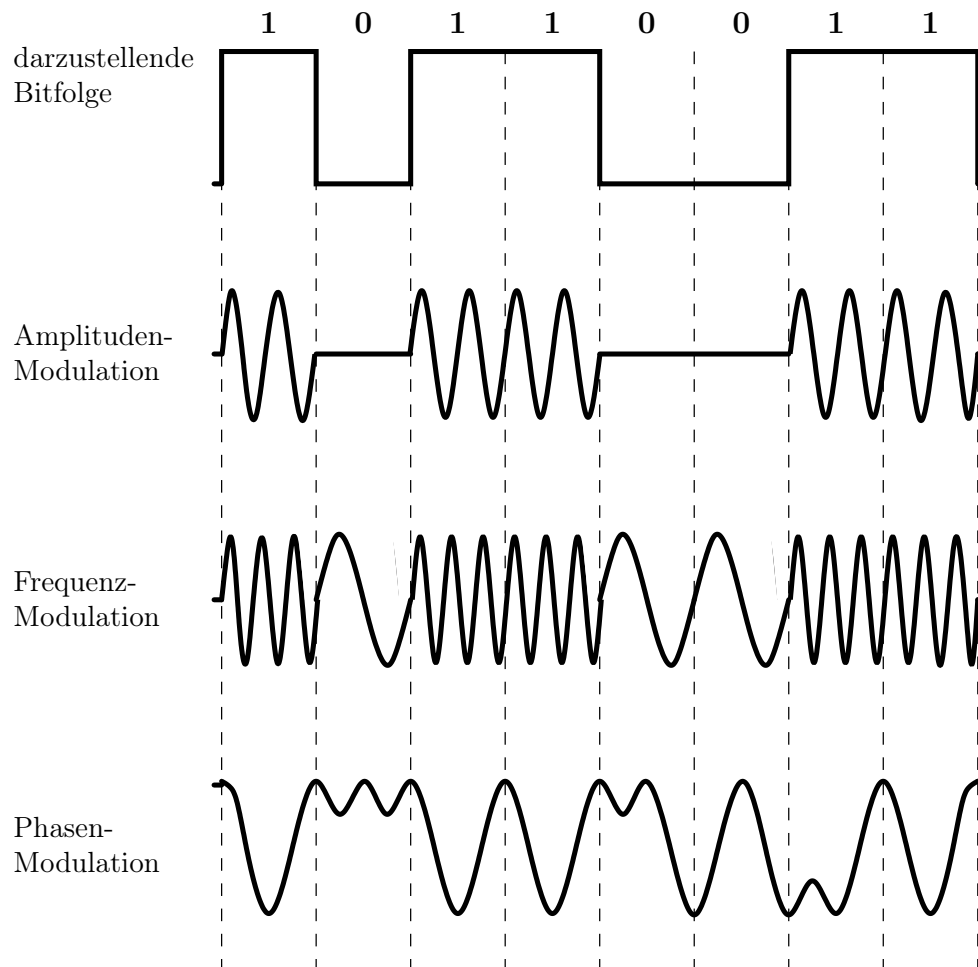 1 0 1 1 0 0 1 1
darzustellende
Bitfolge
Amplituden-
Modulation
Frequenz-
Modulation
Phasen-
Modulation